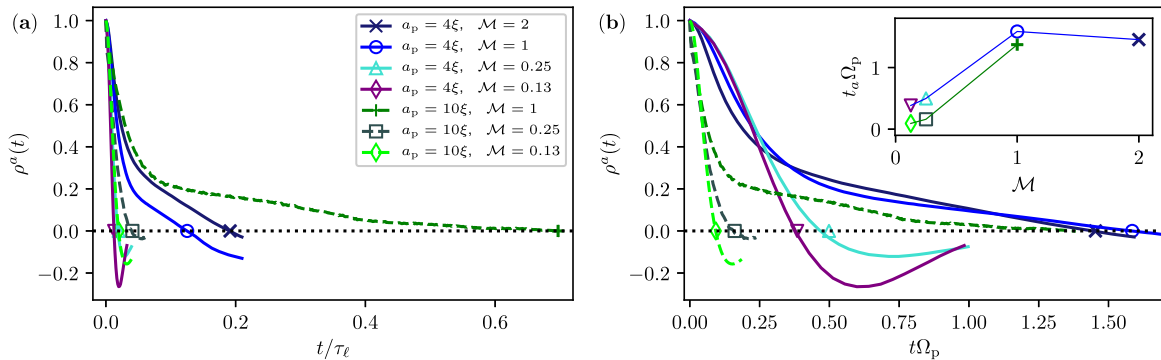 (a)
1.0
0.8
0.6
0.4
0.2
0.0
−0.2
ρᵃ(t)
0.0 0.2 0.4 0.6
t/τ_ℓ
a_p = 4ξ, ℳ = 2
a_p = 4ξ, ℳ = 1
a_p = 4ξ, ℳ = 0.25
a_p = 4ξ, ℳ = 0.13
a_p = 10ξ, ℳ = 1
a_p = 10ξ, ℳ = 0.25
a_p = 10ξ, ℳ = 0.13
(b)
1.0
0.8
0.6
0.4
0.2
0.0
−0.2
ρᵃ(t)
0.00 0.25 0.50 0.75 1.00 1.25 1.50
tΩ_p
1
0
t_aΩ_p
0 1 2
ℳ